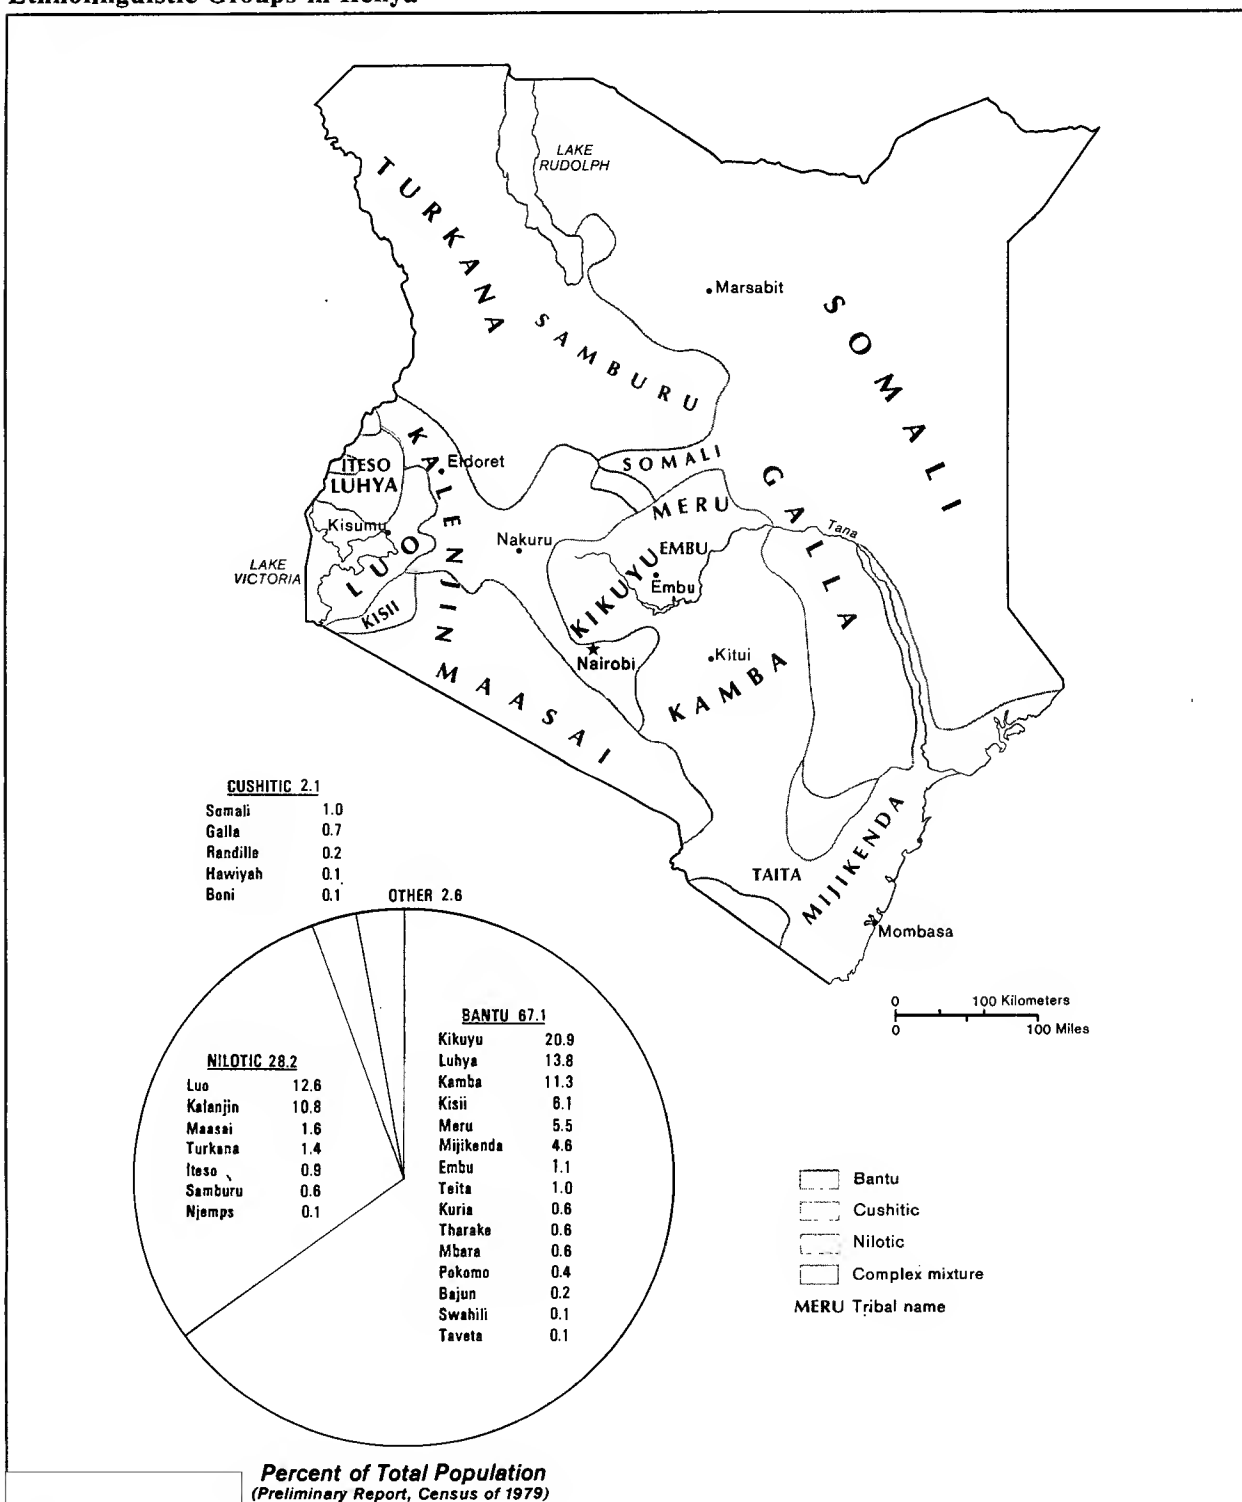 Ethnolinguistic Groups in Kenya
LAKE
RUDOLPH
TURKANA
SAMBURU
Marsabit
SOMALI
KALENJIN
Eldoret
ITESO
LUHYA
SOMALI
GALLA
MERU
Tana
Kisumu
Nakuru
EMBU
Embu
KIKUYU
LAKE
VICTORIA
LUO
KISII
Nairobi
Kitui
KAMBA
MAASAI
MIJIKENDA
TAITA
Mombasa
CUSHITIC 2.1
Somali 1.0
Galla 0.7
Randille 0.2
Hawiyah 0.1
Boni 0.1
OTHER 2.6
NILOTIC 28.2
Luo 12.6
Kalanjin 10.8
Maasai 1.6
Turkana 1.4
Iteso 0.9
Samburu 0.6
Njemps 0.1
BANTU 67.1
Kikuyu 20.9
Luhya 13.8
Kamba 11.3
Kisii 6.1
Meru 5.5
Mijikenda 4.6
Embu 1.1
Teita 1.0
Kuria 0.6
Tharake 0.6
Mbara 0.6
Pokomo 0.4
Bajun 0.2
Swahili 0.1
Taveta 0.1
0 100 Kilometers
0 100 Miles
Bantu
Cushitic
Nilotic
Complex mixture
MERU Tribal name
Percent of Total Population
(Preliminary Report, Census of 1979)